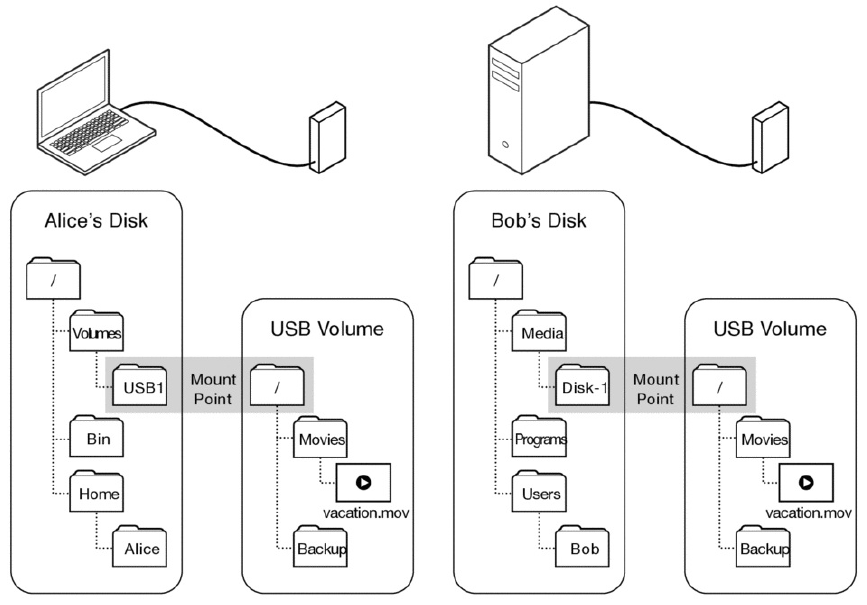 Alice's Disk
/
Volumes
USB1
Bin
Home
Alice
Mount
Point
USB Volume
/
Movies
vacation.mov
Backup
Bob's Disk
/
Media
Disk-1
Programs
Users
Bob
Mount
Point
USB Volume
/
Movies
vacation.mov
Backup